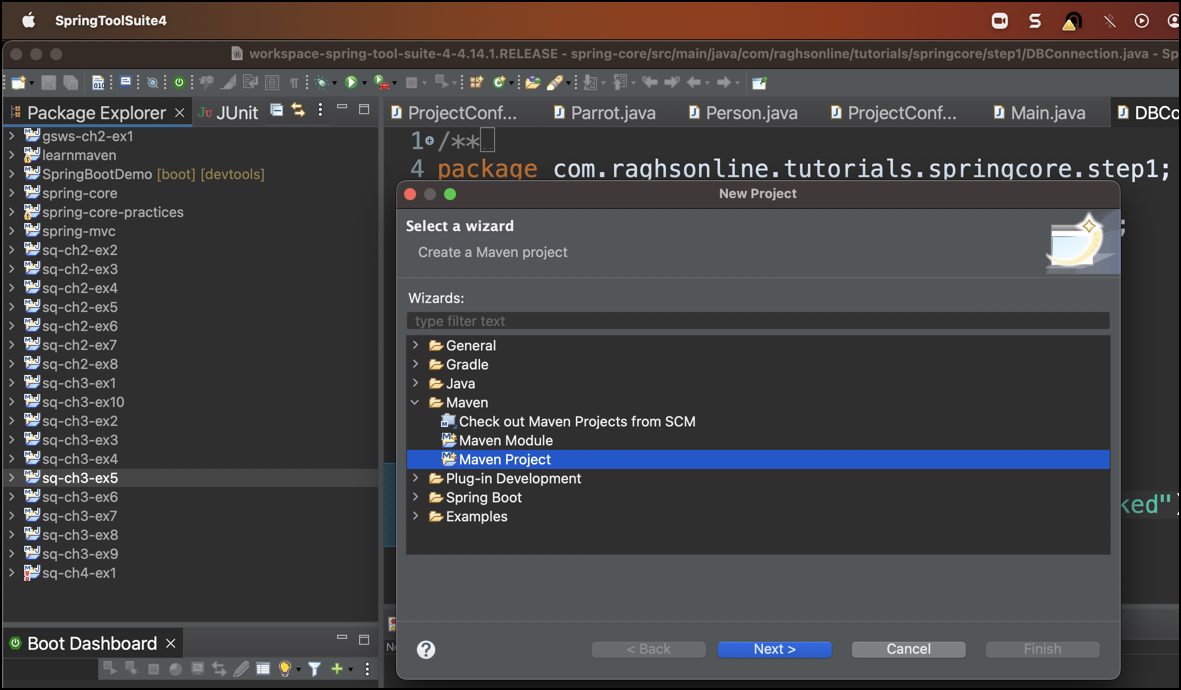 SpringToolSuite4
workspace-spring-tool-suite-4-4.14.1.RELEASE - spring-core/src/main/java/com/raghsonline/tutorials/springcore/step1/DBConnection.java - Sp
Package Explorer
JUnit
ProjectConf...
Parrot.java
Person.java
ProjectConf...
Main.java
DBCo
gsws-ch2-ex1
learnmaven
SpringBootDemo [boot] [devtools]
spring-core
spring-core-practices
spring-mvc
sq-ch2-ex2
sq-ch2-ex3
sq-ch2-ex4
sq-ch2-ex5
sq-ch2-ex6
sq-ch2-ex7
sq-ch2-ex8
sq-ch3-ex1
sq-ch3-ex10
sq-ch3-ex2
sq-ch3-ex3
sq-ch3-ex4
sq-ch3-ex5
sq-ch3-ex6
sq-ch3-ex7
sq-ch3-ex8
sq-ch3-ex9
sq-ch4-ex1
Boot Dashboard
1 /**
4 package com.raghsonline.tutorials.springcore.step1;
;
ked")
New Project
Select a wizard
Create a Maven project
Wizards:
type filter text
General
Gradle
Java
Maven
Check out Maven Projects from SCM
Maven Module
Maven Project
Plug-in Development
Spring Boot
Examples
? < Back Next > Cancel Finish